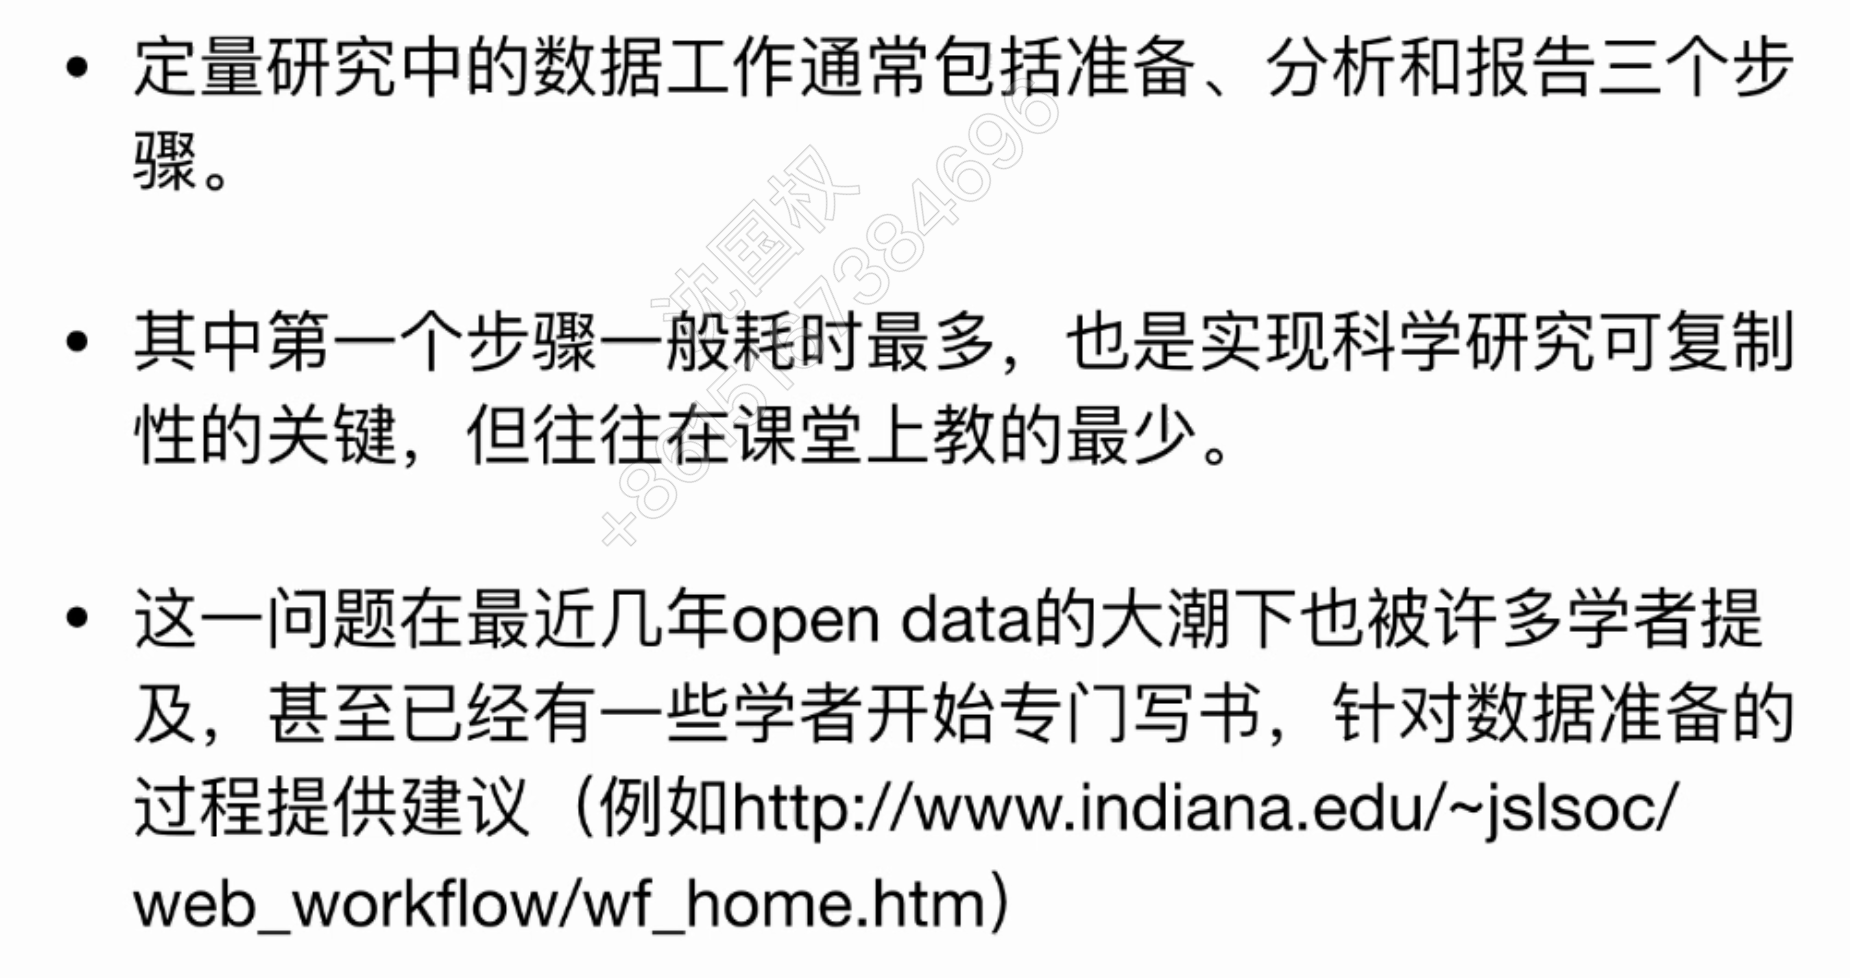 • 定量研究中的数据工作通常包括准备、分析和报告三个步
骤。
• 其中第一个步骤一般耗时最多，也是实现科学研究可复制
性的关键，但往往在课堂上教的最少。
• 这一问题在最近几年open data的大潮下也被许多学者提
及，甚至已经有一些学者开始专门写书，针对数据准备的
过程提供建议（例如http://www.indiana.edu/~jslsoc/
web_workflow/wf_home.htm）
沈国权
+8615167384696